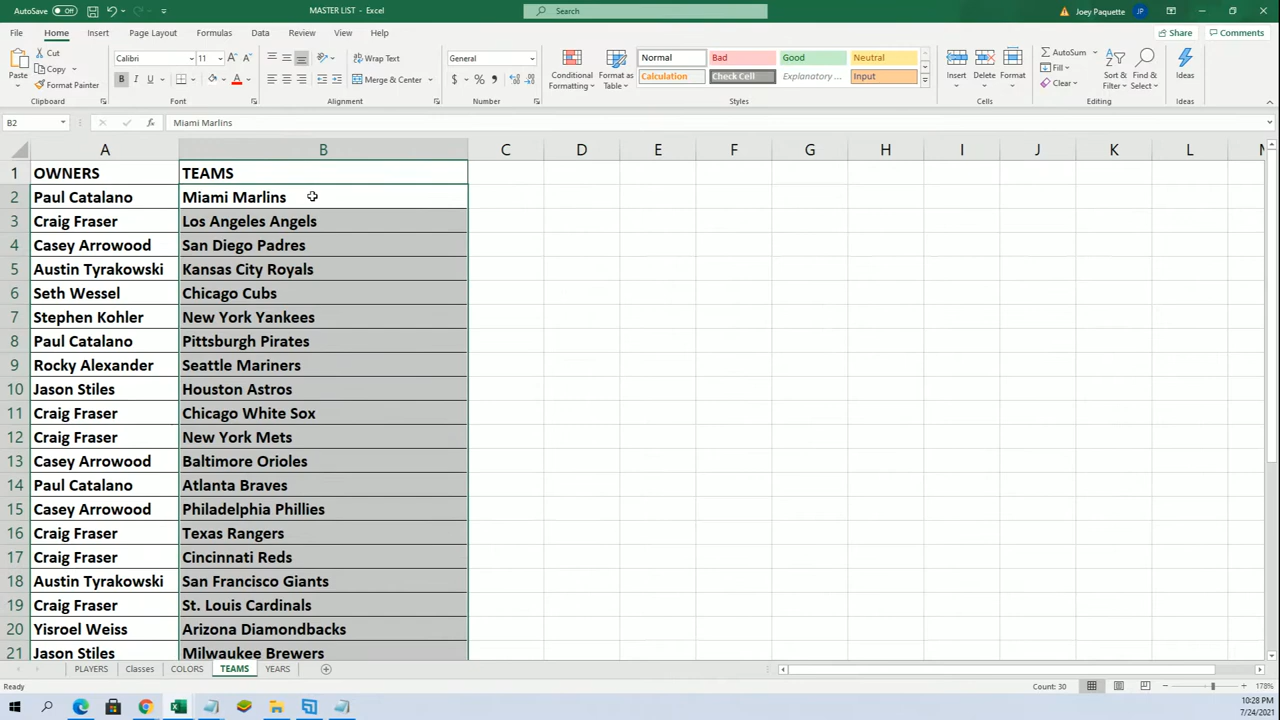 AutoSave Off MASTER LIST - Excel Search Joey Paquette JP
File Home Insert Page Layout Formulas Data Review View Help Share Comments
Paste Cut Copy Format Painter Clipboard
Calibri 11 B I U A Font
Wrap Text Merge & Center Alignment
General $ % Number
Conditional Formatting Format as Table
Normal Bad Good Neutral
Calculation Check Cell Explanatory ... Input
Styles
Insert Delete Format Cells
AutoSum Fill Clear Sort & Filter Find & Select Editing
Ideas Ideas
B2 fx Miami Marlins
A B C D E F G H I J K L M
1 OWNERS TEAMS
2 Paul Catalano Miami Marlins
3 Craig Fraser Los Angeles Angels
4 Casey Arrowood San Diego Padres
5 Austin Tyrakowski Kansas City Royals
6 Seth Wessel Chicago Cubs
7 Stephen Kohler New York Yankees
8 Paul Catalano Pittsburgh Pirates
9 Rocky Alexander Seattle Mariners
10 Jason Stiles Houston Astros
11 Craig Fraser Chicago White Sox
12 Craig Fraser New York Mets
13 Casey Arrowood Baltimore Orioles
14 Paul Catalano Atlanta Braves
15 Casey Arrowood Philadelphia Phillies
16 Craig Fraser Texas Rangers
17 Craig Fraser Cincinnati Reds
18 Austin Tyrakowski San Francisco Giants
19 Craig Fraser St. Louis Cardinals
20 Yisroel Weiss Arizona Diamondbacks
21 Jason Stiles Milwaukee Brewers
PLAYERS Classes COLORS TEAMS YEARS
Ready Count: 30 178%
10:28 PM
7/24/2021